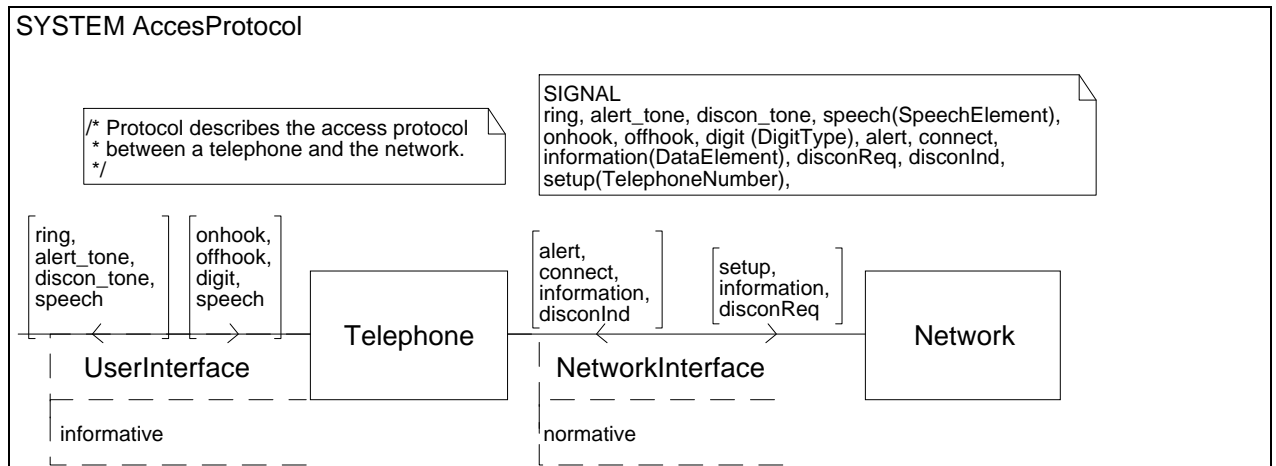 SYSTEM AccesProtocol
/* Protocol describes the access protocol
* between a telephone and the network.
*/
SIGNAL
ring, alert_tone, discon_tone, speech(SpeechElement),
onhook, offhook, digit (DigitType), alert, connect,
information(DataElement), disconReq, disconInd,
setup(TelephoneNumber),
ring,
alert_tone,
discon_tone,
speech
onhook,
offhook,
digit,
speech
Telephone
alert,
connect,
information,
disconInd
setup,
information,
disconReq
Network
UserInterface
NetworkInterface
informative
normative